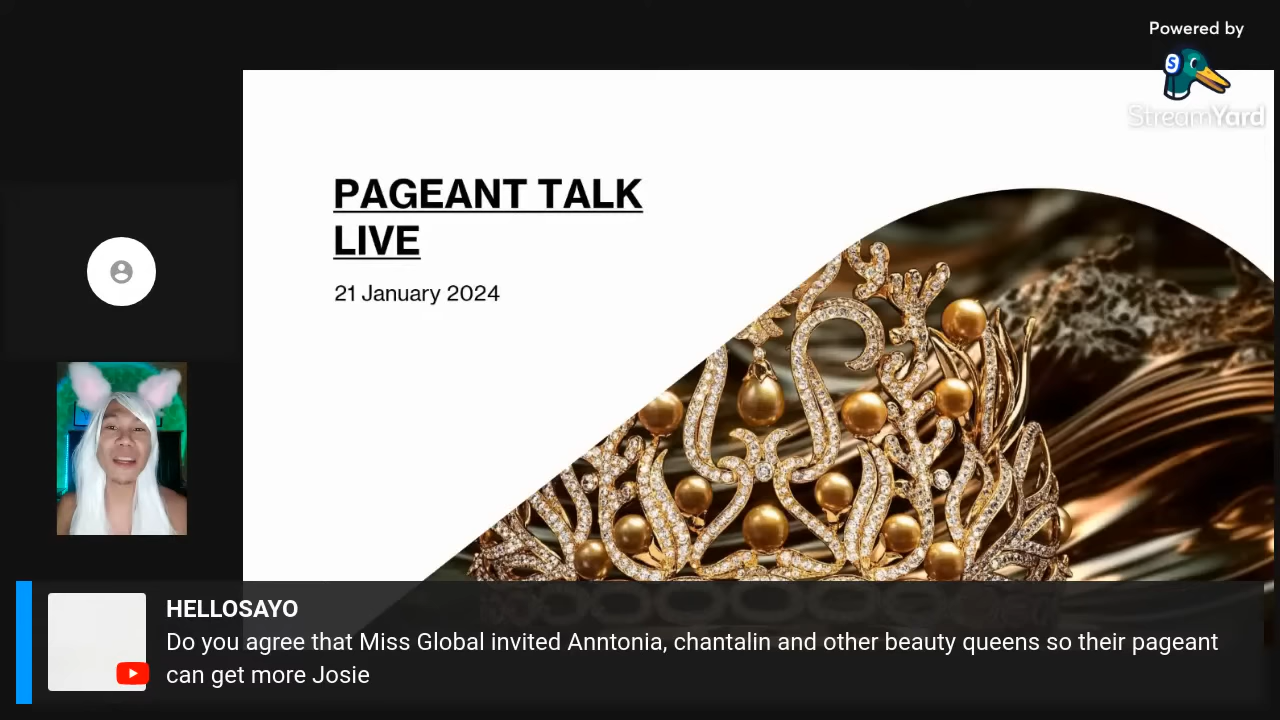 Powered by
S
StreamYard
PAGEANT TALK
LIVE
21 January 2024
HELLOSAYO
Do you agree that Miss Global invited Anntonia, chantalin and other beauty queens so their pageant
can get more Josie